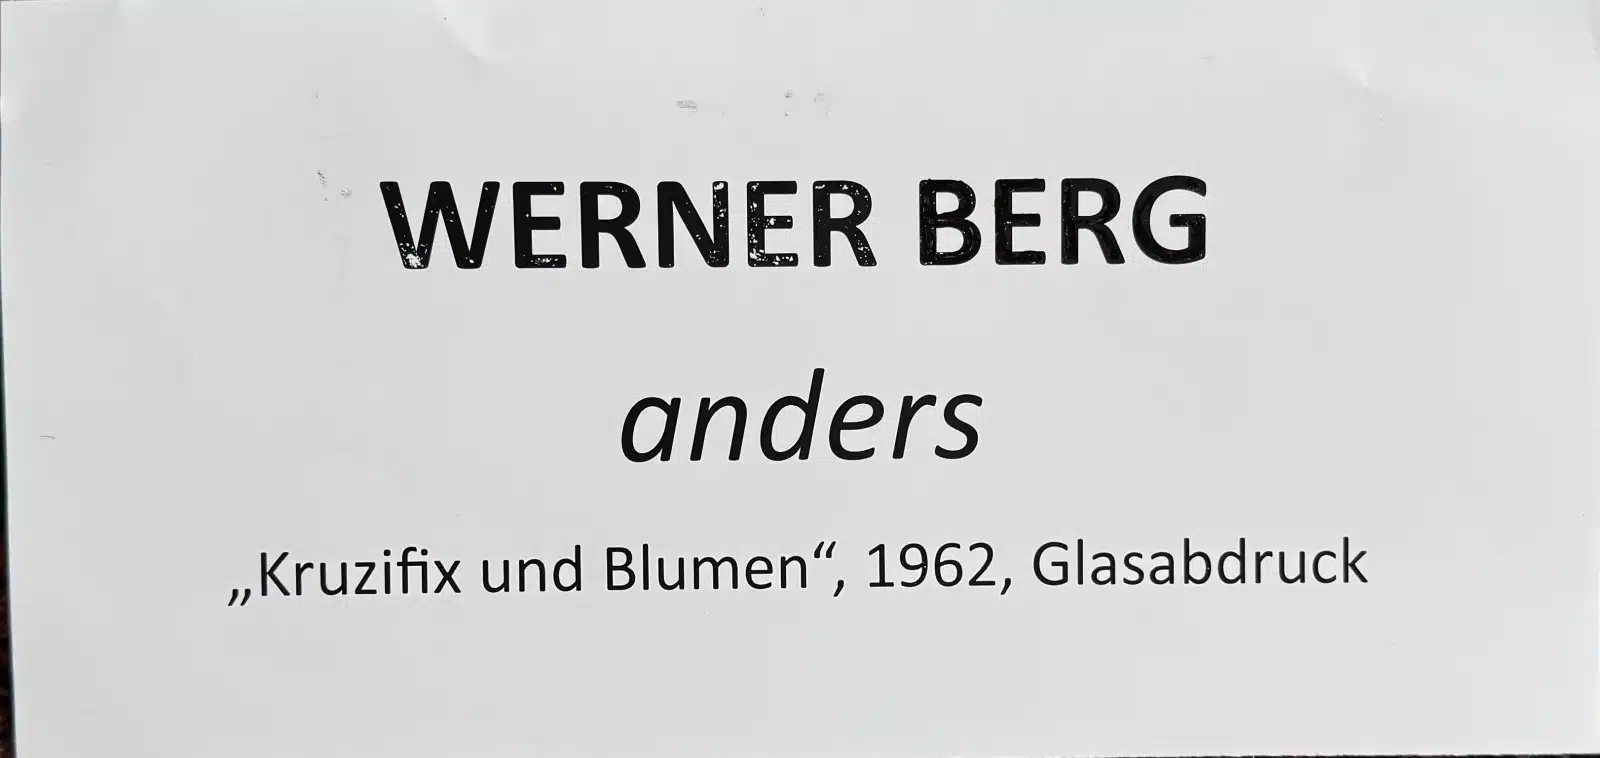 WERNER BERG
anders
„Kruzifix und Blumen“, 1962, Glasabdruck